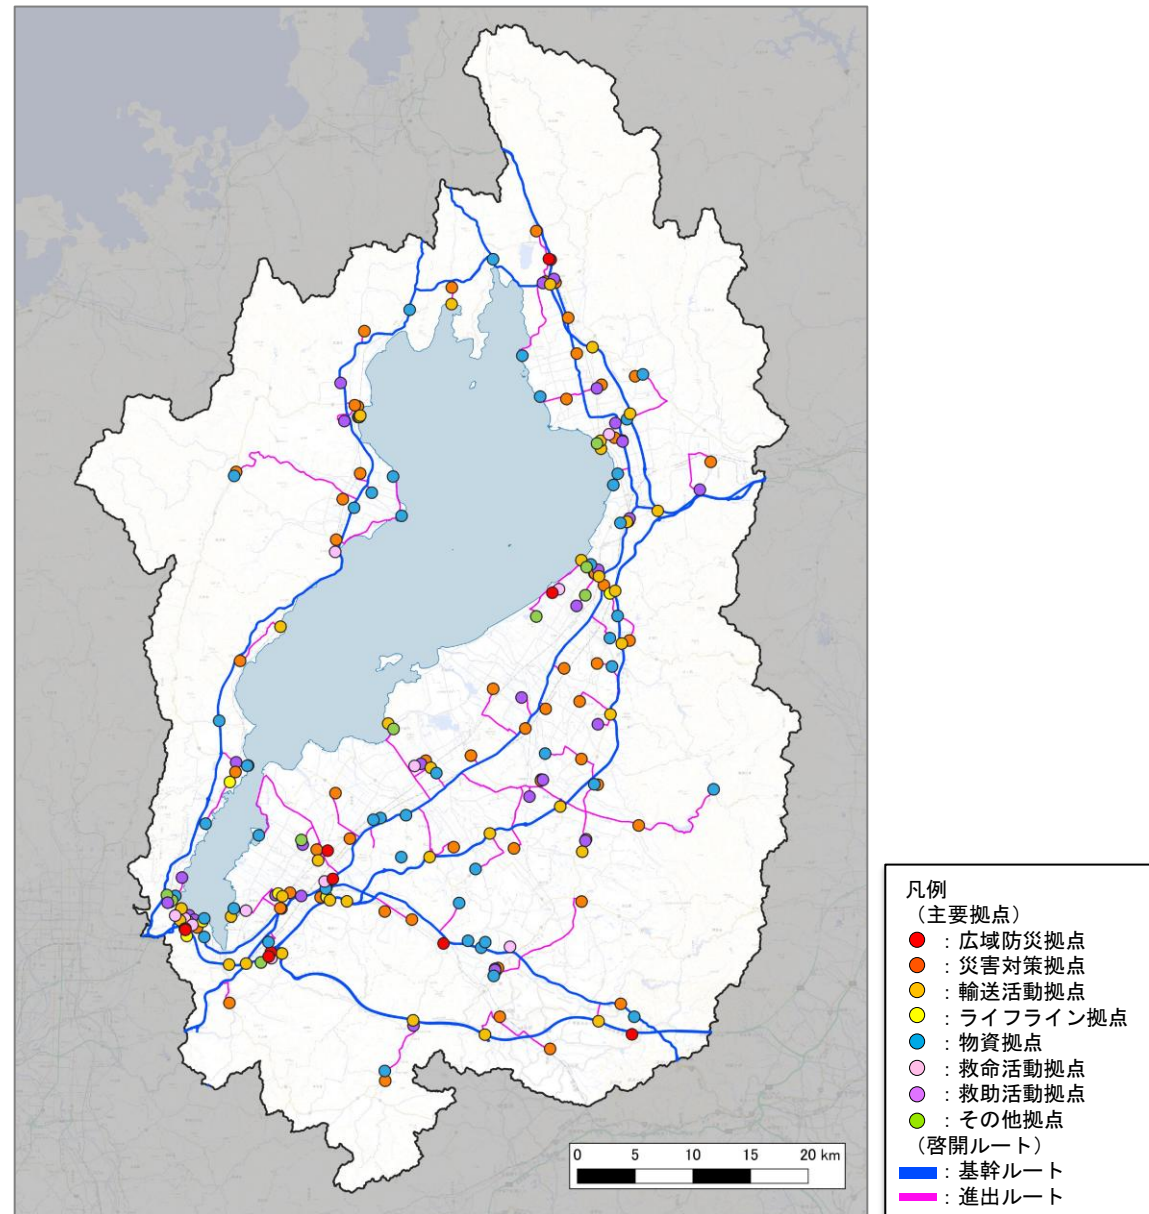 0 5 10 15 20 km
凡例
（主要拠点）
：広域防災拠点
：災害対策拠点
：輸送活動拠点
：ライフライン拠点
：物資拠点
：救命活動拠点
：救助活動拠点
：その他拠点
（啓開ルート）
：基幹ルート
：進出ルート